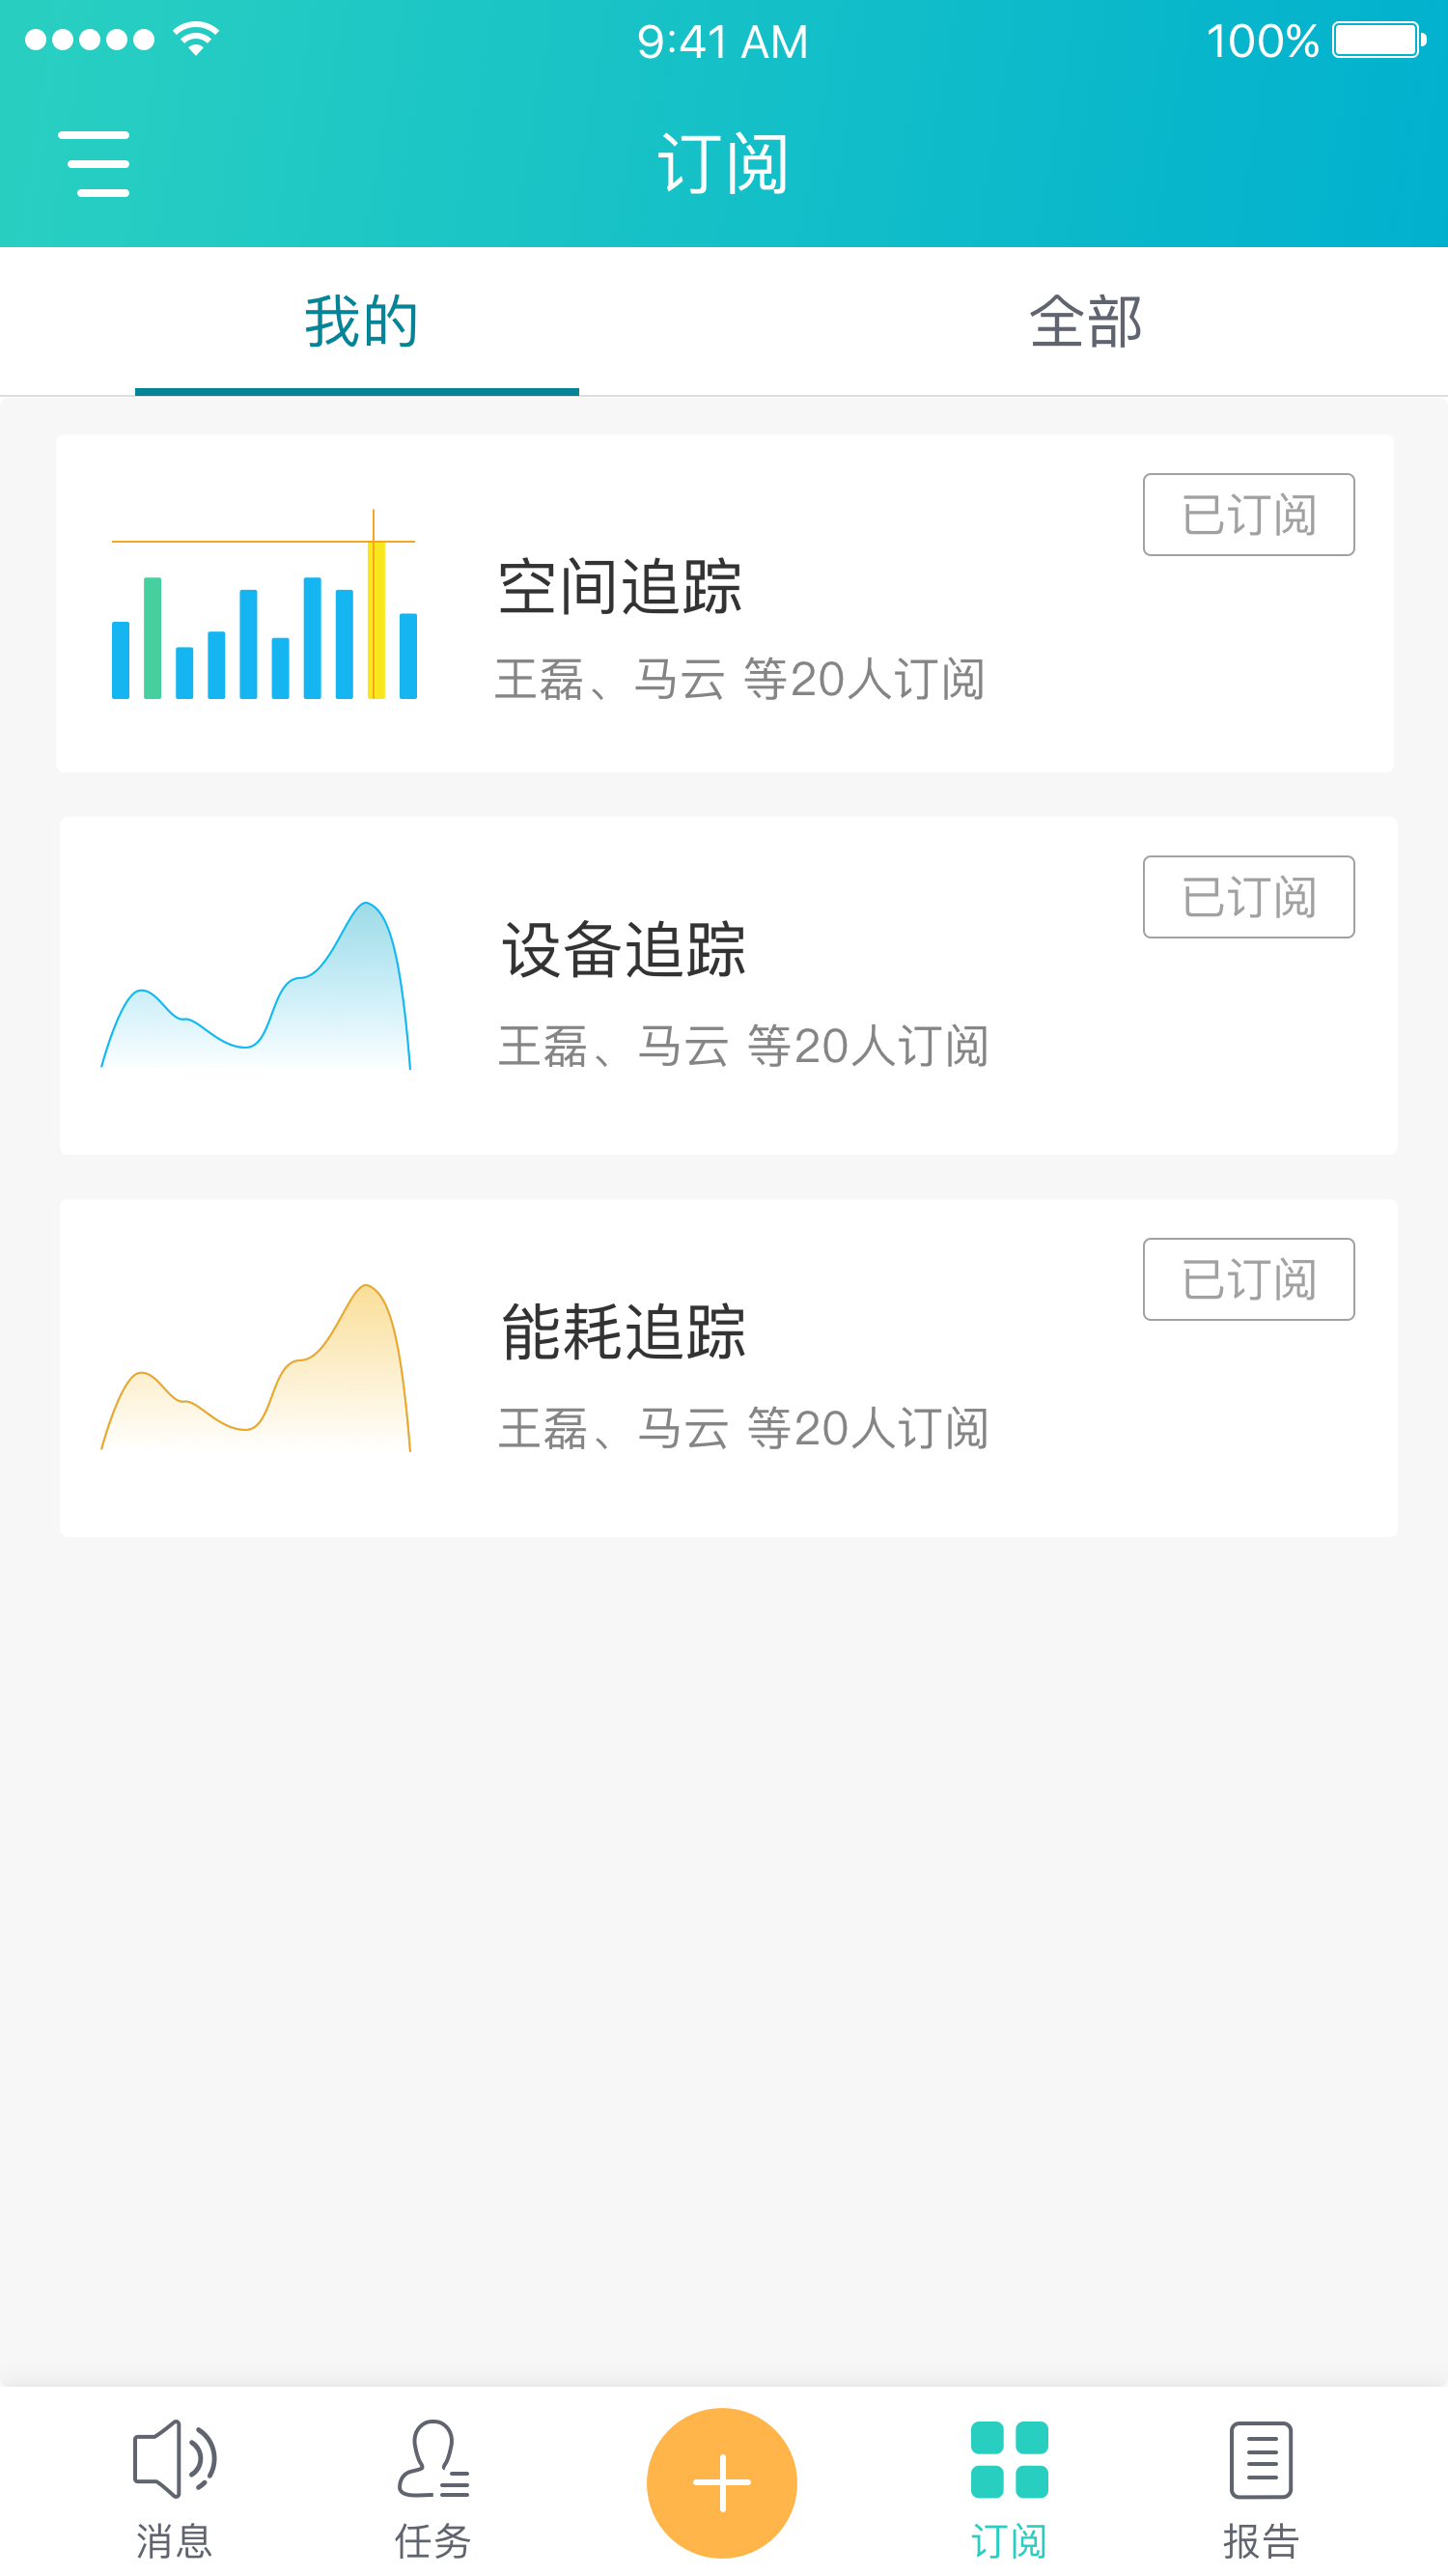 9:41 AM 100%
订阅
我的 全部
已订阅
空间追踪
王磊、马云 等20人订阅
已订阅
设备追踪
王磊、马云 等20人订阅
已订阅
能耗追踪
王磊、马云 等20人订阅
消息 任务 订阅 报告